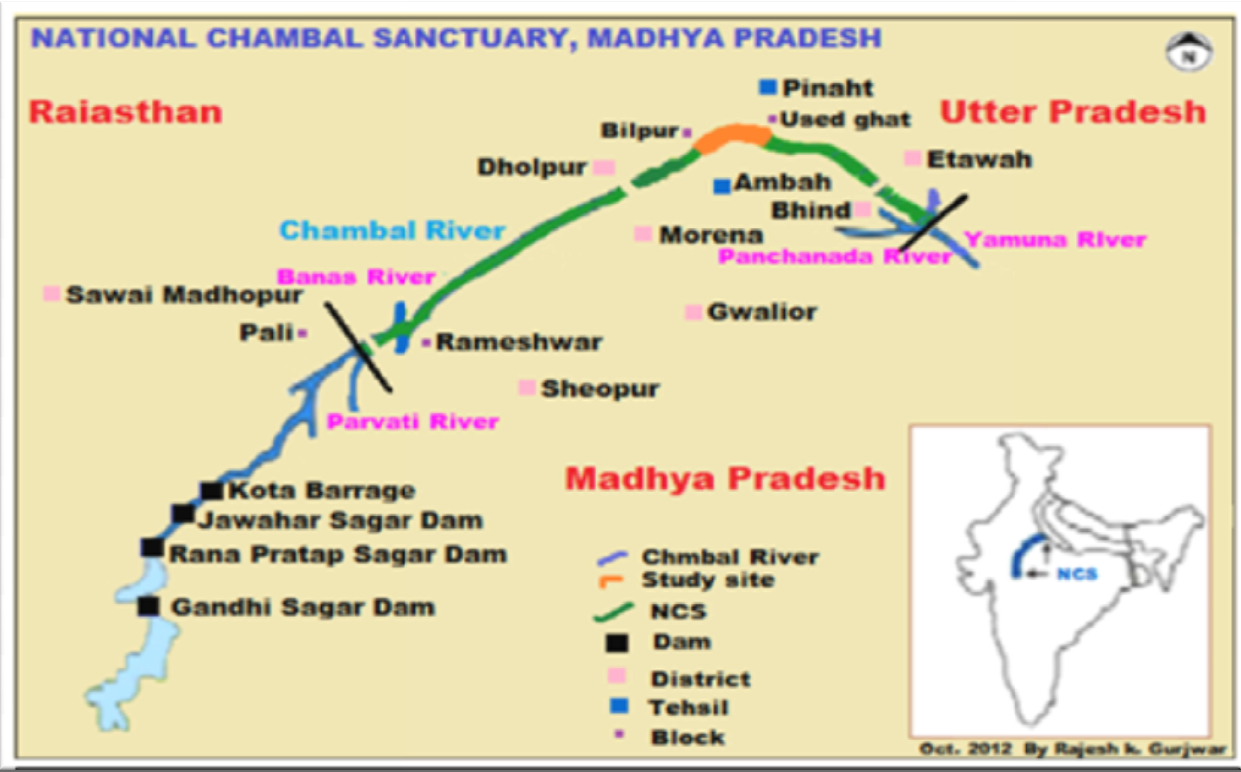 NATIONAL CHAMBAL SANCTUARY, MADHYA PRADESH
N
Pinaht
Raiasthan
Utter Pradesh
Used ghat
Bilpur
Etawah
Dholpur
Ambah
Bhind
Chambal River
Morena
Yamuna RIver
Panchanada River
Banas River
Sawai Madhopur
Gwalior
Pali
Rameshwar
Sheopur
Parvati River
Madhya Pradesh
Kota Barrage
Jawahar Sagar Dam
Rana Pratap Sagar Dam
Gandhi Sagar Dam
Chmbal River
Study site
NCS
Dam
District
Tehsil
Block
NCS
Oct. 2012 By Rajesh k. Gurjwar